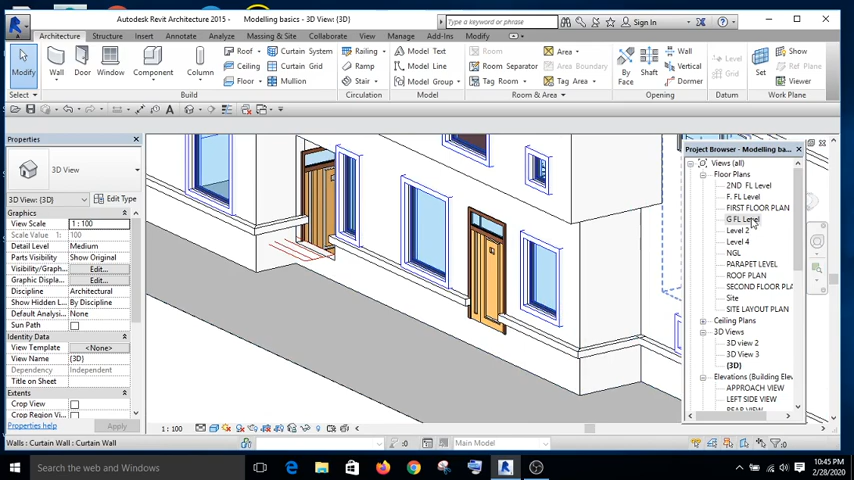 Autodesk Revit Architecture 2015 - Modelling basics - 3D View: {3D}
Type a keyword or phrase
Sign In
Architecture Structure Insert Annotate Analyze Massing & Site Collaborate View Manage Add-Ins Modify
Modify
Wall
Door
Window
Component
Column
Roof
Ceiling
Floor
Curtain System
Curtain Grid
Mullion
Railing
Ramp
Stair
Model Text
Model Line
Model Group
Room
Room Separator
Tag Room
Area
Area Boundary
Tag Area
By Face
Shaft
Wall
Vertical
Dormer
Level
Grid
Set
Show
Ref Plane
Viewer
Select
Build
Circulation
Model
Room & Area
Opening
Datum
Work Plane
Properties
3D View
3D View: {3D}
Edit Type
Graphics
View Scale 1 : 100
Scale Value 1: 100
Detail Level Medium
Parts Visibility Show Original
Visibility/Graph... Edit...
Graphic Display... Edit...
Discipline Architectural
Show Hidden L... By Discipline
Default Analysi... None
Sun Path
Identity Data
View Template <None>
View Name {3D}
Dependency Independent
Title on Sheet
Extents
Crop View
Crop Region V...
Properties help
Apply
Project Browser - Modelling ba...
Views (all)
Floor Plans
2ND FL Level
F. FL Level
FIRST FLOOR PLAN
G FL Level
Level 2
Level 4
NGL
PARAPET LEVEL
ROOF PLAN
SECOND FLOOR PLA
Site
SITE LAYOUT PLAN
Ceiling Plans
3D Views
3D view 2
3D View 3
{3D}
Elevations (Building Ele
APPROACH VIEW
LEFT SIDE VIEW
REAR VIEW
1 : 100
Walls : Curtain Wall : Curtain Wall
:0
Main Model
:0
Search the web and Windows
10:45 PM
2/28/2020